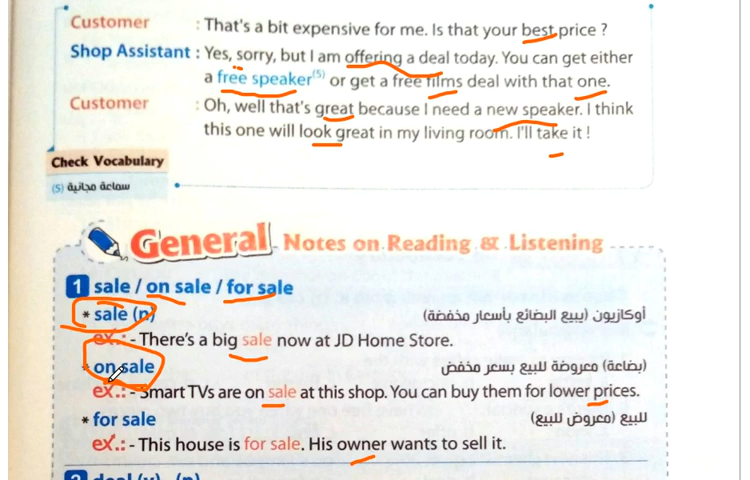 Customer : That's a bit expensive for me. Is that your best price ?
Shop Assistant : Yes, sorry, but I am offering a deal today. You can get either
a free speaker(5) or get a free films deal with that one.
Customer : Oh, well that's great because I need a new speaker. I think
this one will look great in my living room. I'll take it !
Check Vocabulary
(5) سماعة مجانية
General Notes on Reading & Listening
1 sale / on sale / for sale
* sale (n) أوكازيون (بيع البضائع بأسعار مخفضة)
ex.: - There's a big sale now at JD Home Store.
* on sale (بضاعة) معروضة للبيع بسعر مخفض
ex.: - Smart TVs are on sale at this shop. You can buy them for lower prices.
* for sale للبيع (معروض للبيع)
ex.: - This house is for sale. His owner wants to sell it.
2 deal (v) (n)